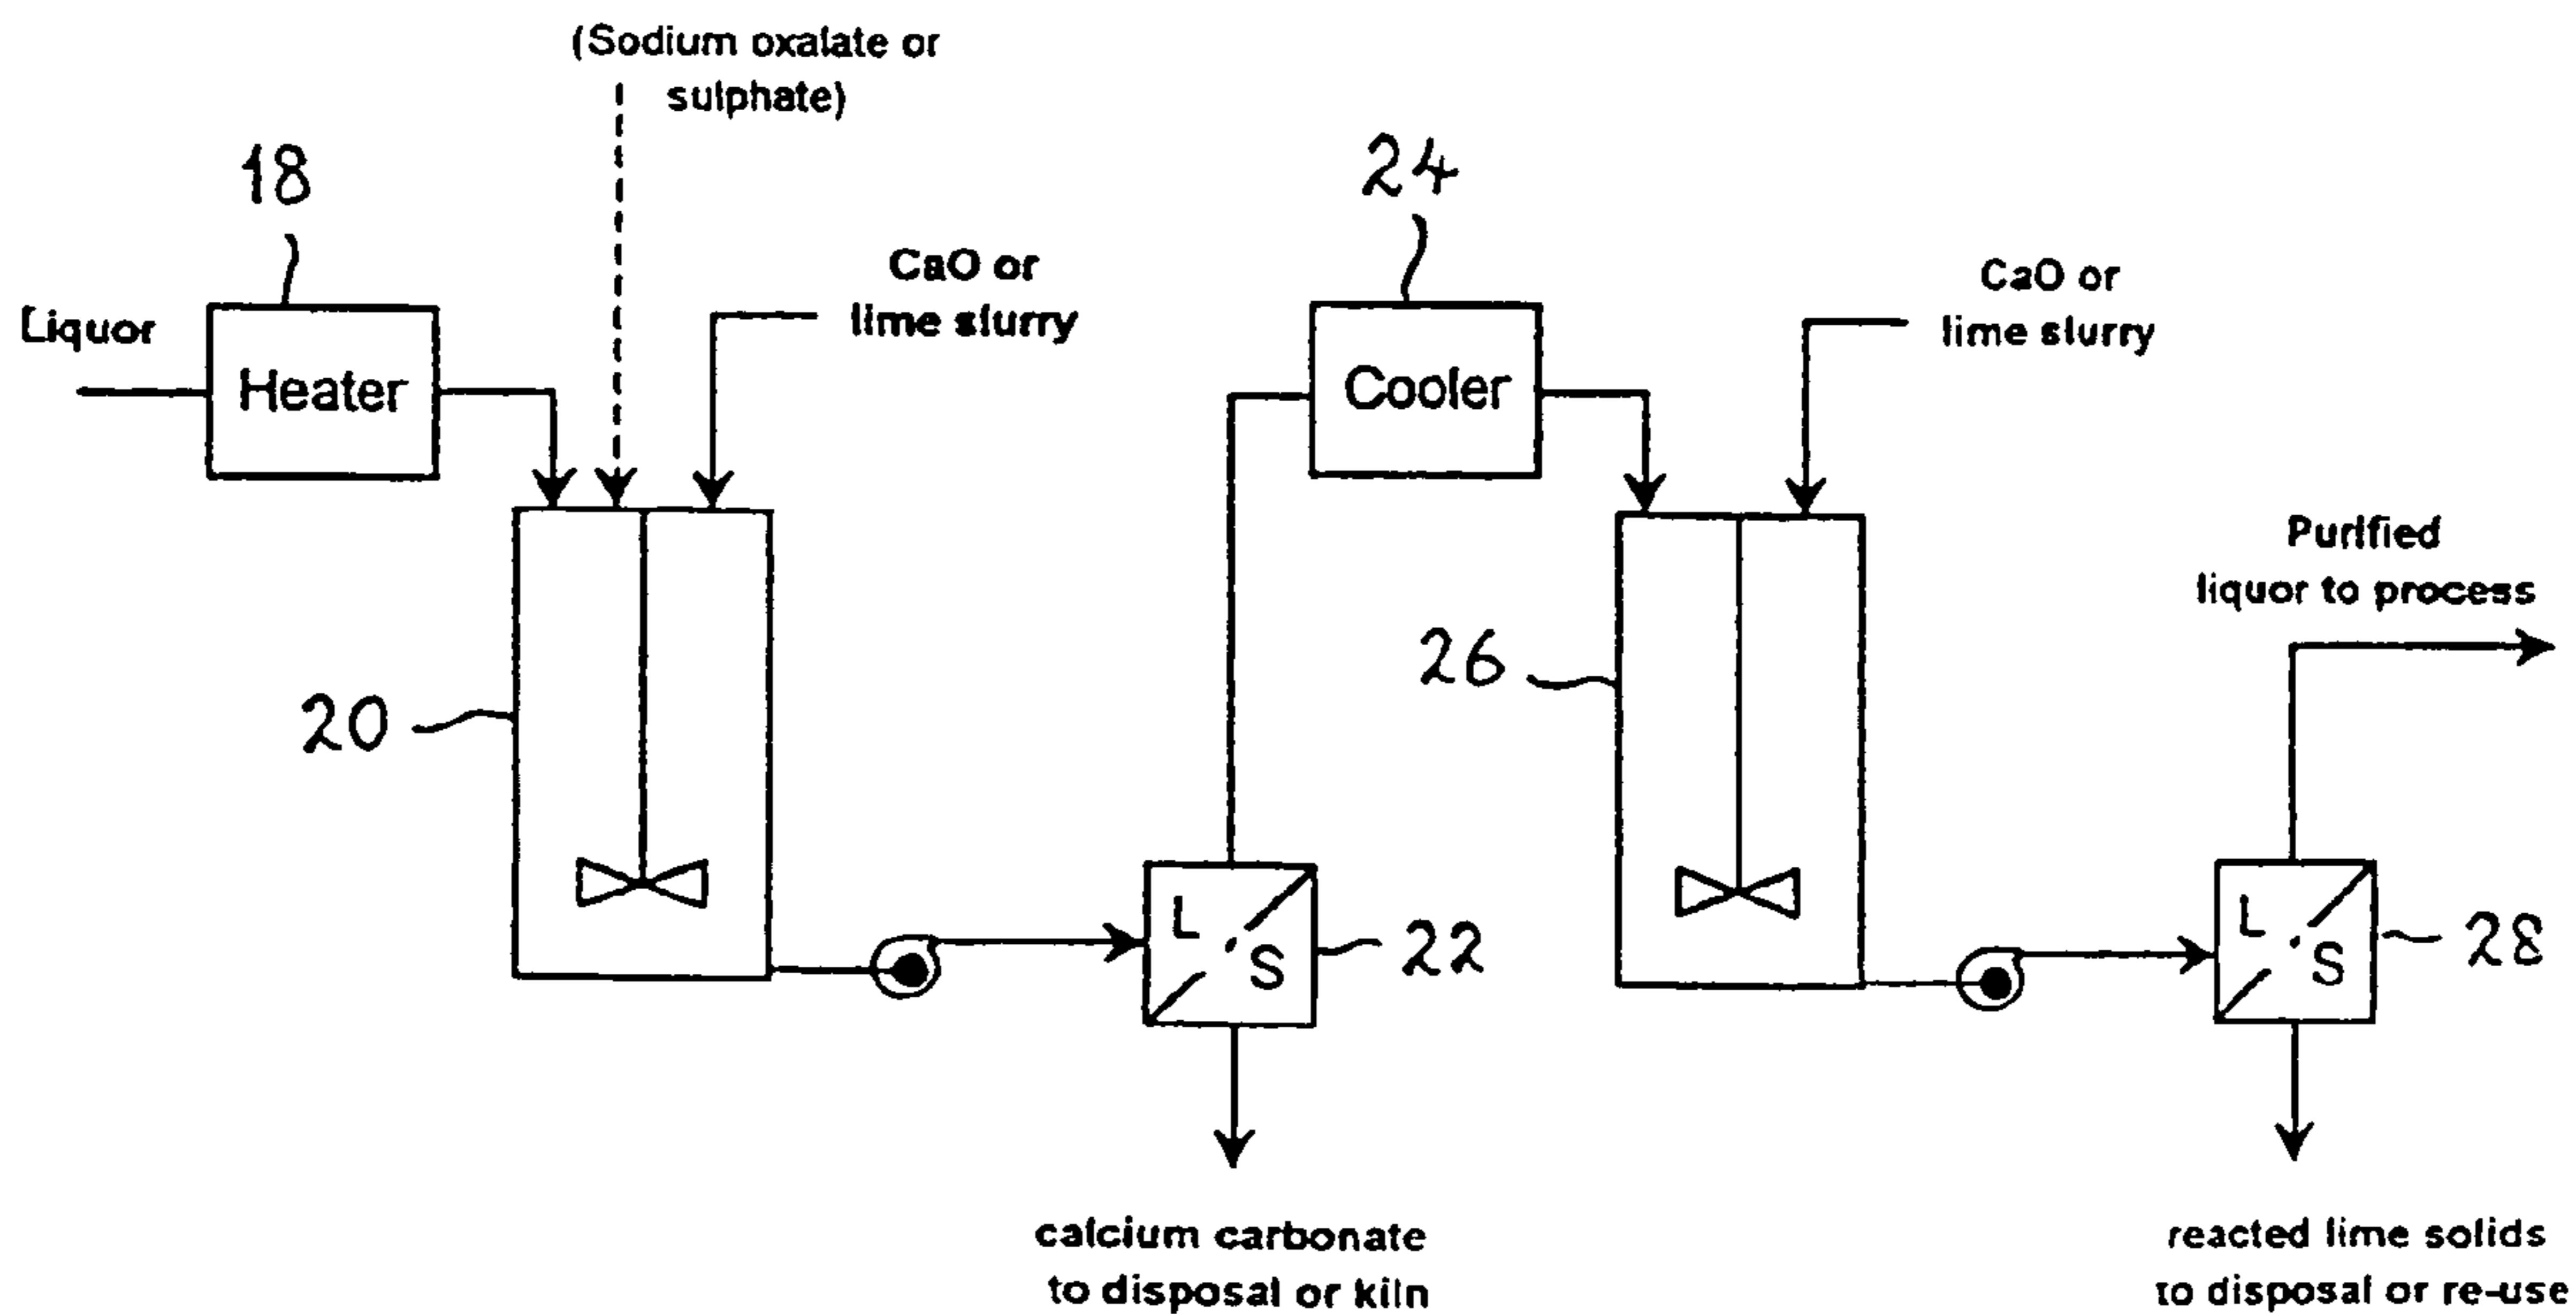 (Sodium oxalate or
sulphate)
18
24
CaO or
lime slurry
CaO or
lime slurry
Liquor
Heater
Cooler
Purified
liquor to process
20
26
L
S
22
L
S
28
calcium carbonate
to disposal or kiln
reacted lime solids
to disposal or re-use